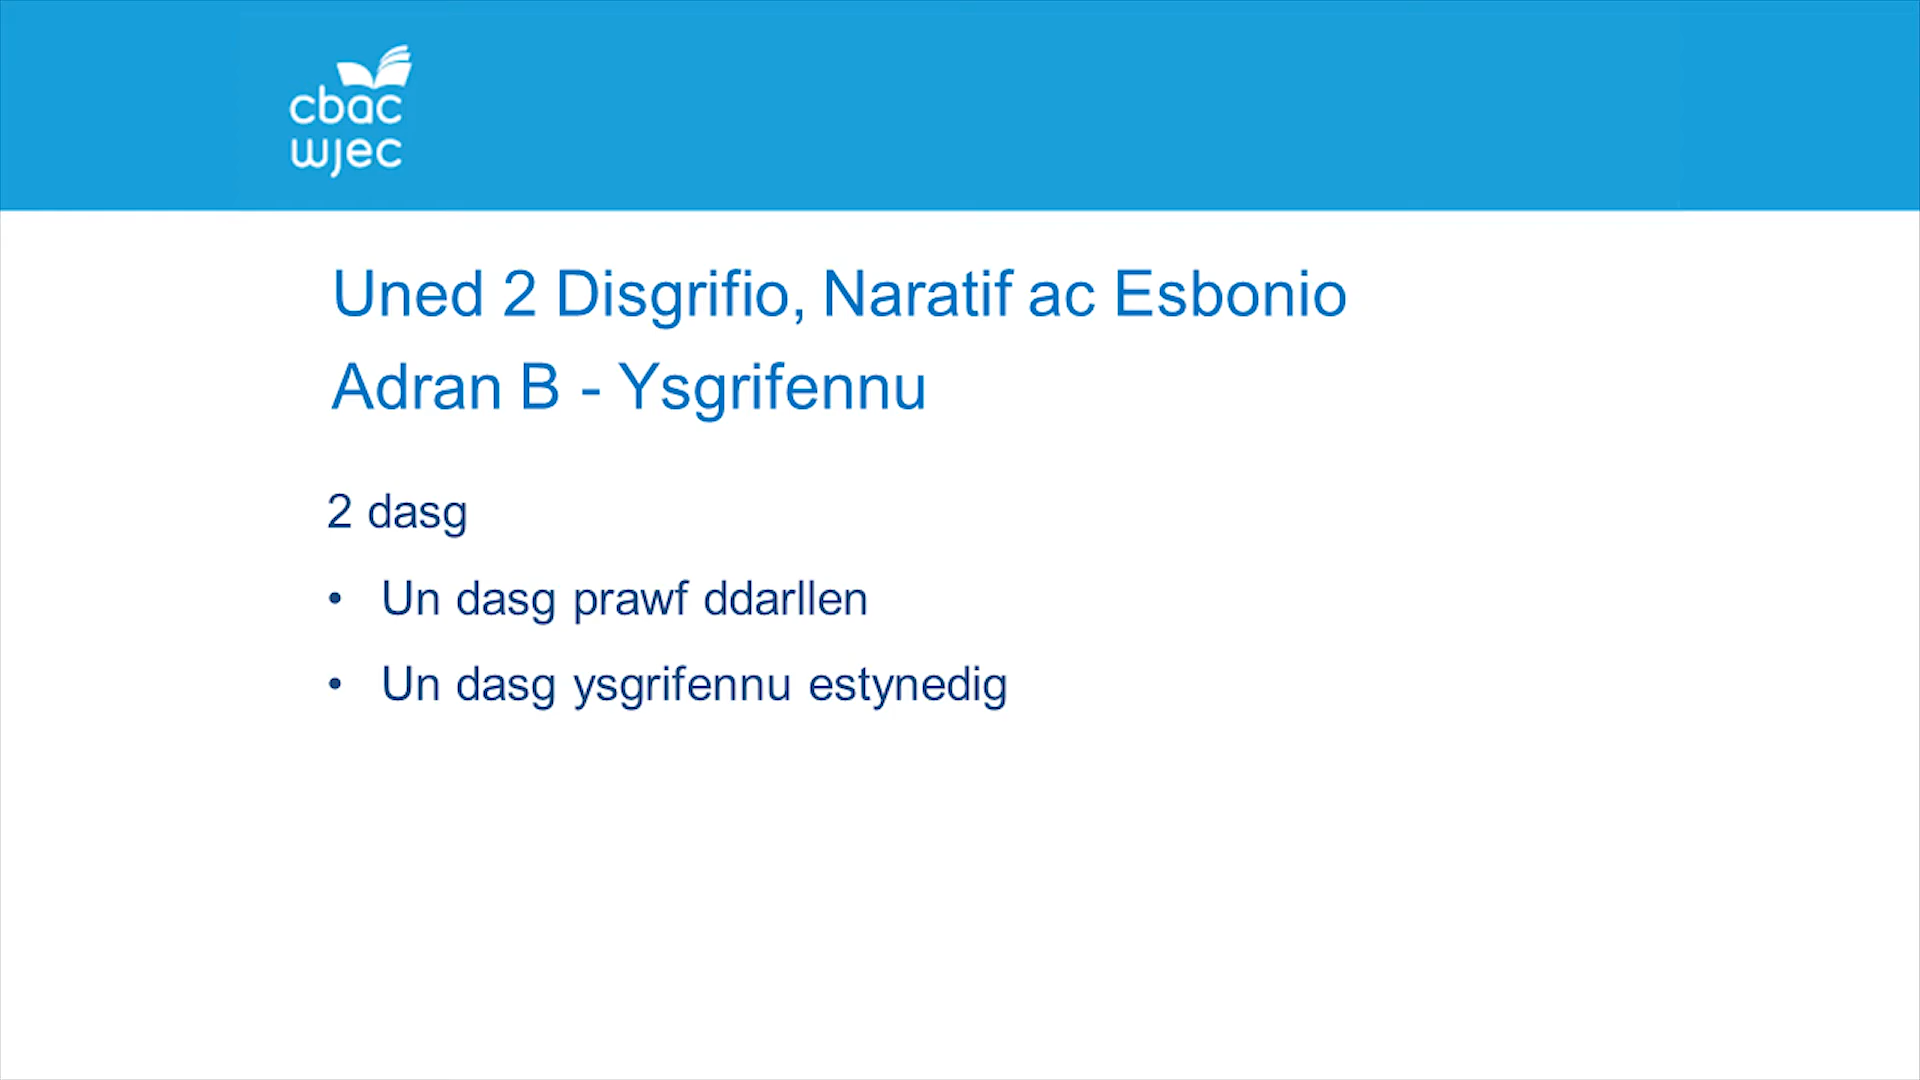 cbac
wjec
Uned 2 Disgrifio, Naratif ac Esbonio
Adran B - Ysgrifennu
2 dasg
• Un dasg prawf ddarllen
• Un dasg ysgrifennu estynedig